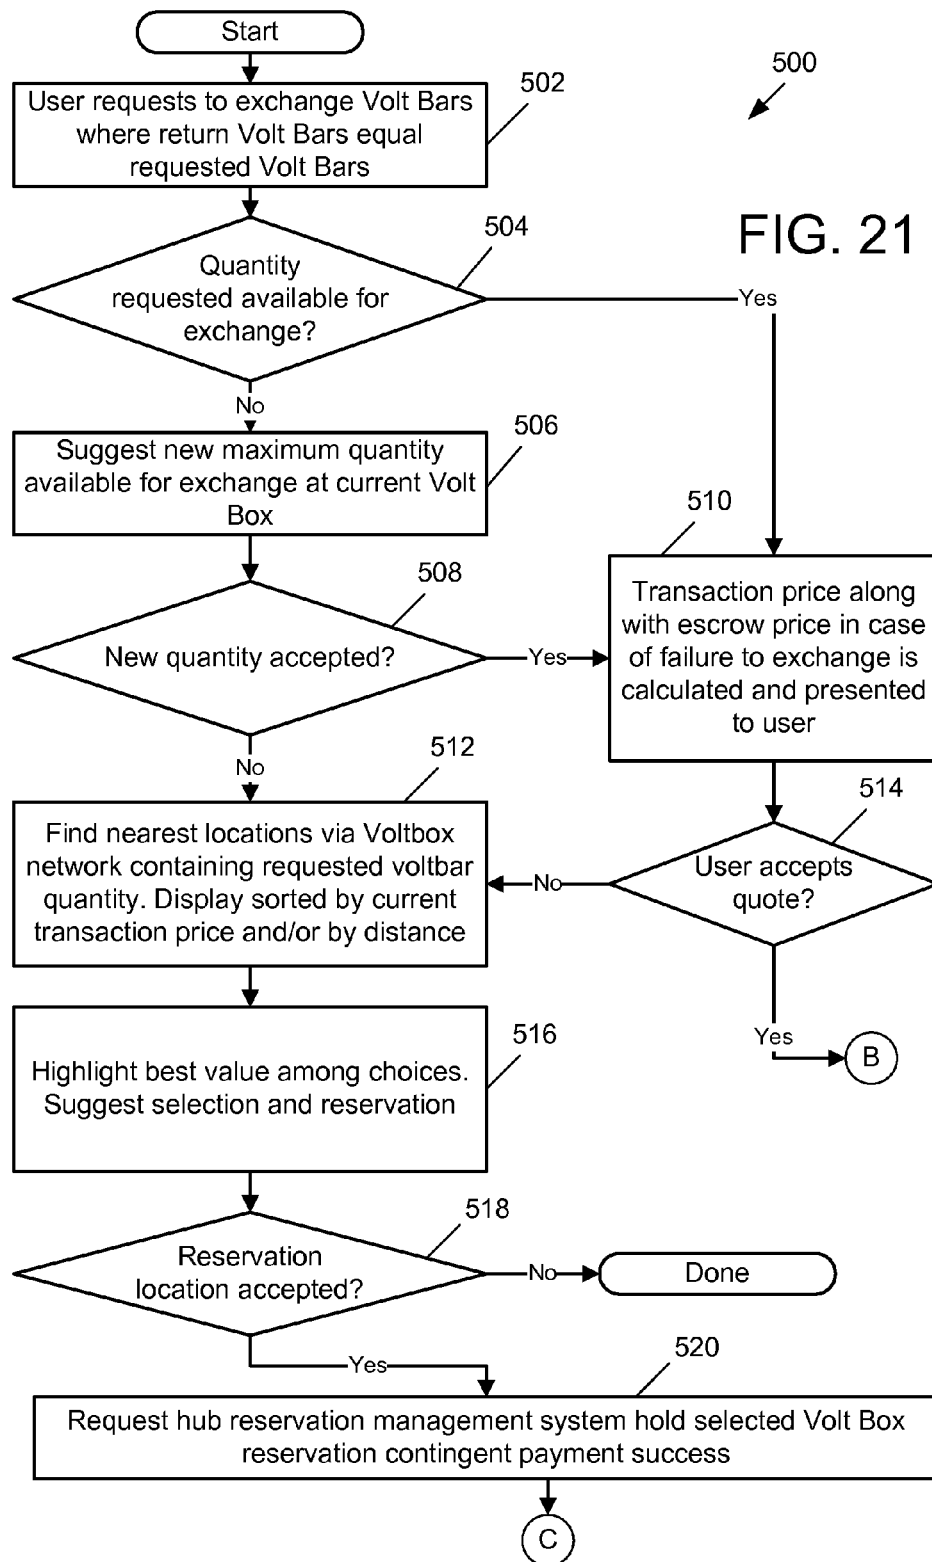 Start
500
502
User requests to exchange Volt Bars
where return Volt Bars equal
requested Volt Bars
FIG. 21
504
Quantity
requested available for
exchange?
Yes
No
506
Suggest new maximum quantity
available for exchange at current Volt
Box
510
Transaction price along
with escrow price in case
of failure to exchange is
calculated and presented
to user
508
New quantity accepted?
Yes
No
512
Find nearest locations via Voltbox
network containing requested voltbar
quantity. Display sorted by current
transaction price and/or by distance
514
User accepts
quote?
No
Yes
B
516
Highlight best value among choices.
Suggest selection and reservation
518
Reservation
location accepted?
No
Done
Yes
520
Request hub reservation management system hold selected Volt Box
reservation contingent payment success
C